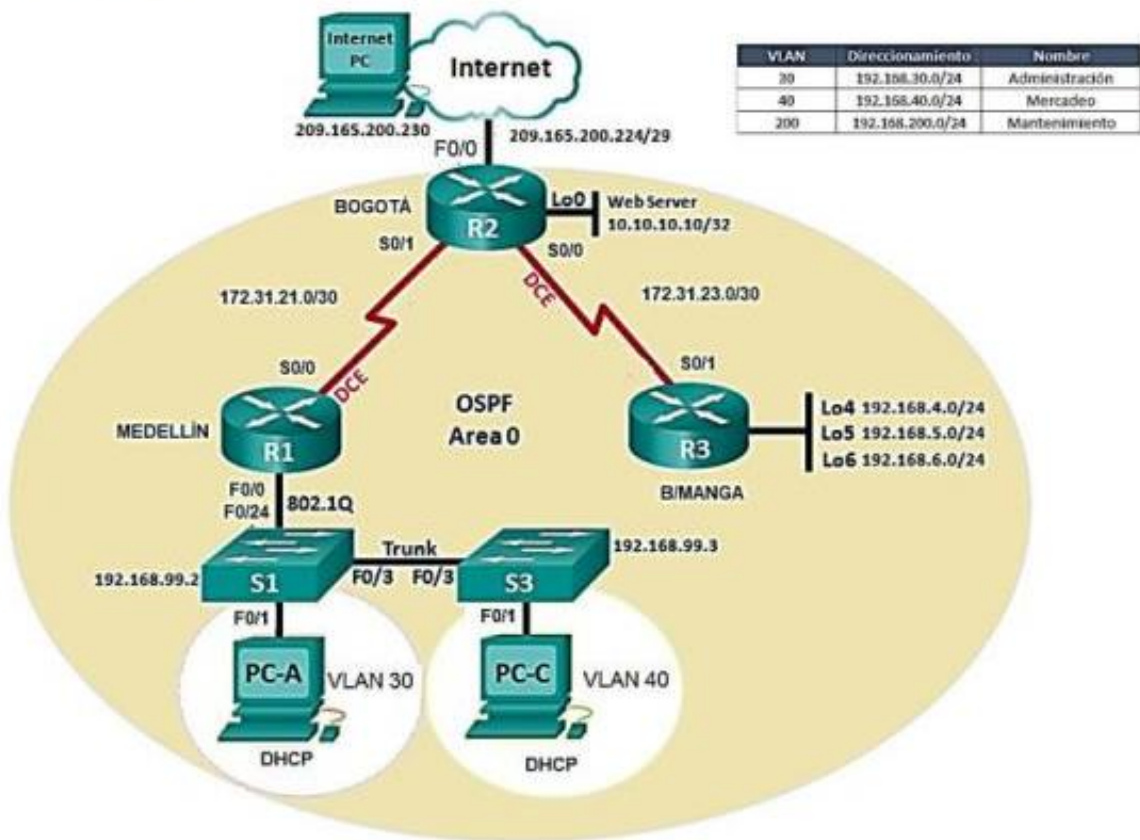 Internet
PC
Internet
209.165.200.230
209.165.200.224/29
F0/0
VLAN Direccionamiento Nombre
30 192.168.30.0/24 Administración
40 192.168.40.0/24 Mercadeo
200 192.168.200.0/24 Mantenimiento
BOGOTÁ
R2
Lo0
Web Server
10.10.10.10/32
S0/1
S0/0
DCE
172.31.21.0/30
172.31.23.0/30
S0/0
DCE
S0/1
OSPF
Area 0
MEDELLÍN
R1
R3
B/MANGA
Lo4 192.168.4.0/24
Lo5 192.168.5.0/24
Lo6 192.168.6.0/24
F0/0
F0/24
802.1Q
192.168.99.2
S1
Trunk
F0/3 F0/3
S3
192.168.99.3
F0/1
F0/1
PC-A
VLAN 30
DHCP
PC-C
VLAN 40
DHCP